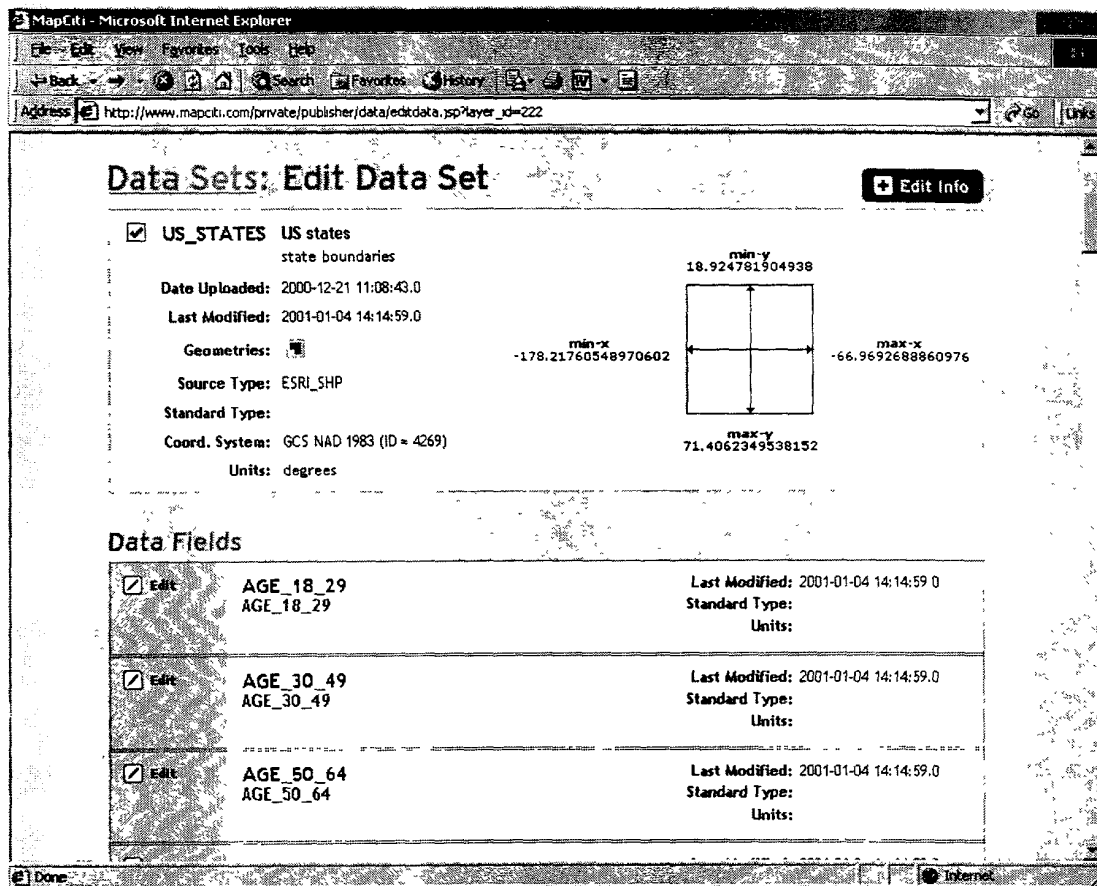 MapCiti - Microsoft Internet Explorer
File Edit View Favorites Tools Help
Back Search Favorites History
Address http://www.mapciti.com/private/publisher/data/editdata.jsp?layer_id=222 Go Links
Data Sets: Edit Data Set
Edit Info
US_STATES US states
state boundaries
Date Uploaded: 2000-12-21 11:08:43.0
Last Modified: 2001-01-04 14:14:59.0
Geometries:
Source Type: ESRI_SHP
Standard Type:
Coord. System: GCS NAD 1983 (ID = 4269)
Units: degrees
min-y
18.924781904938
min-x
-178.21760548970602
max-x
-66.9692688860976
max-y
71.4062349538152
Data Fields
Edit AGE_18_29
AGE_18_29
Last Modified: 2001-01-04 14:14:59.0
Standard Type:
Units:
Edit AGE_30_49
AGE_30_49
Last Modified: 2001-01-04 14:14:59.0
Standard Type:
Units:
Edit AGE_50_64
AGE_50_64
Last Modified: 2001-01-04 14:14:59.0
Standard Type:
Units:
Done Internet